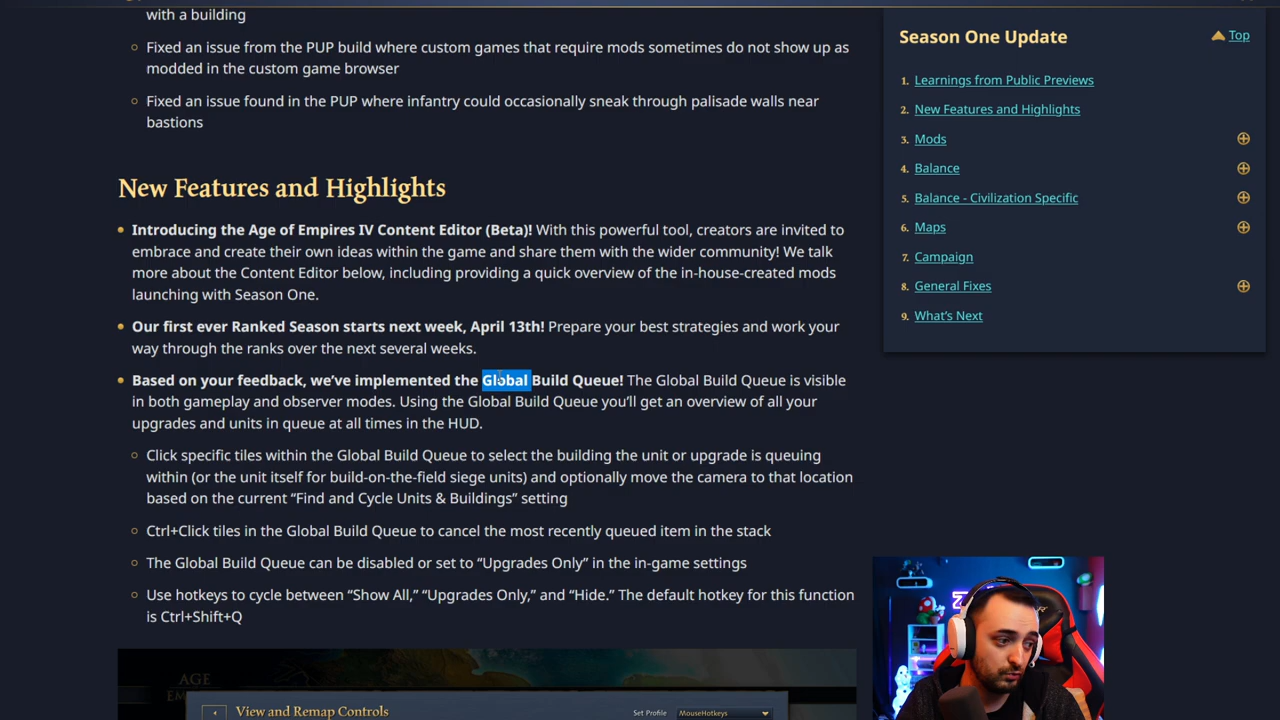 with a building
Fixed an issue from the PUP build where custom games that require mods sometimes do not show up as
modded in the custom game browser
Fixed an issue found in the PUP where infantry could occasionally sneak through palisade walls near
bastions
New Features and Highlights
Introducing the Age of Empires IV Content Editor (Beta)! With this powerful tool, creators are invited to
embrace and create their own ideas within the game and share them with the wider community! We talk
more about the Content Editor below, including providing a quick overview of the in-house-created mods
launching with Season One.
Our first ever Ranked Season starts next week, April 13th! Prepare your best strategies and work your
way through the ranks over the next several weeks.
Based on your feedback, we’ve implemented the Global Build Queue! The Global Build Queue is visible
in both gameplay and observer modes. Using the Global Build Queue you’ll get an overview of all your
upgrades and units in queue at all times in the HUD.
Click specific tiles within the Global Build Queue to select the building the unit or upgrade is queuing
within (or the unit itself for build-on-the-field siege units) and optionally move the camera to that location
based on the current “Find and Cycle Units & Buildings” setting
Ctrl+Click tiles in the Global Build Queue to cancel the most recently queued item in the stack
The Global Build Queue can be disabled or set to “Upgrades Only” in the in-game settings
Use hotkeys to cycle between “Show All,” “Upgrades Only,” and “Hide.” The default hotkey for this function
is Ctrl+Shift+Q
AGE
View and Remap Controls
Set Profile
MouseHotkeys
Season One Update
Top
1. Learnings from Public Previews
2. New Features and Highlights
3. Mods
4. Balance
5. Balance - Civilization Specific
6. Maps
7. Campaign
8. General Fixes
9. What’s Next